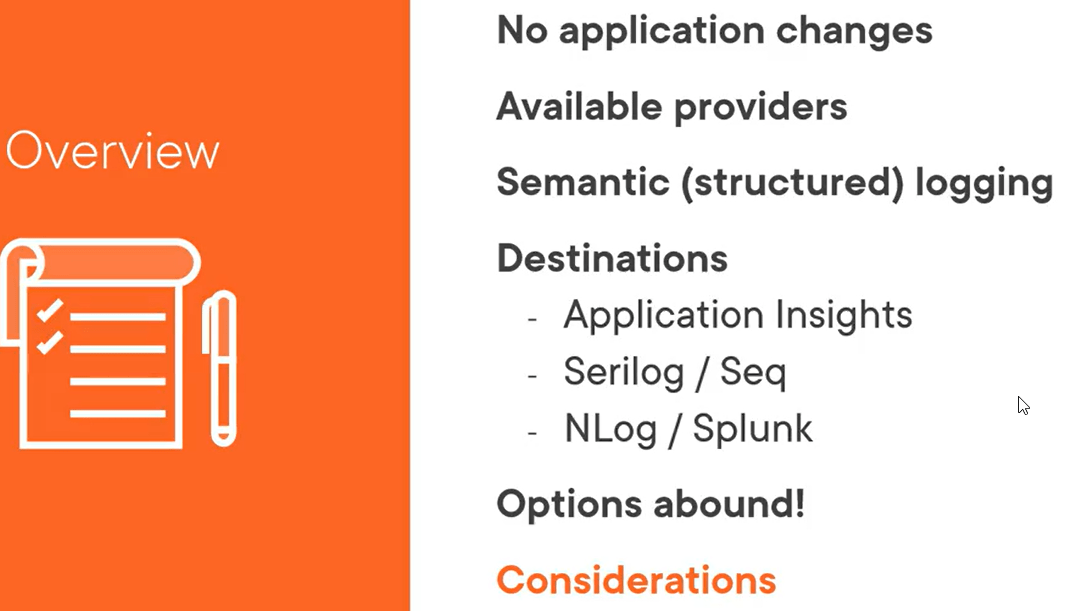 Overview
No application changes
Available providers
Semantic (structured) logging
Destinations
- Application Insights
- Serilog / Seq
- NLog / Splunk
Options abound!
Considerations